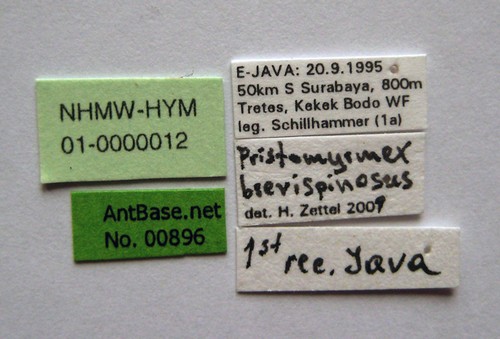 NHMW-HYM
01-0000012
AntBase.net
No. 00896
E-JAVA: 20.9.1995
50km S Surabaya, 800m
Tretes, Kekek Bodo WF
leg. Schillhammer (1a)
Pristomyrmex
brevispinosus
det. H. Zettel 2009
1st rec. Java